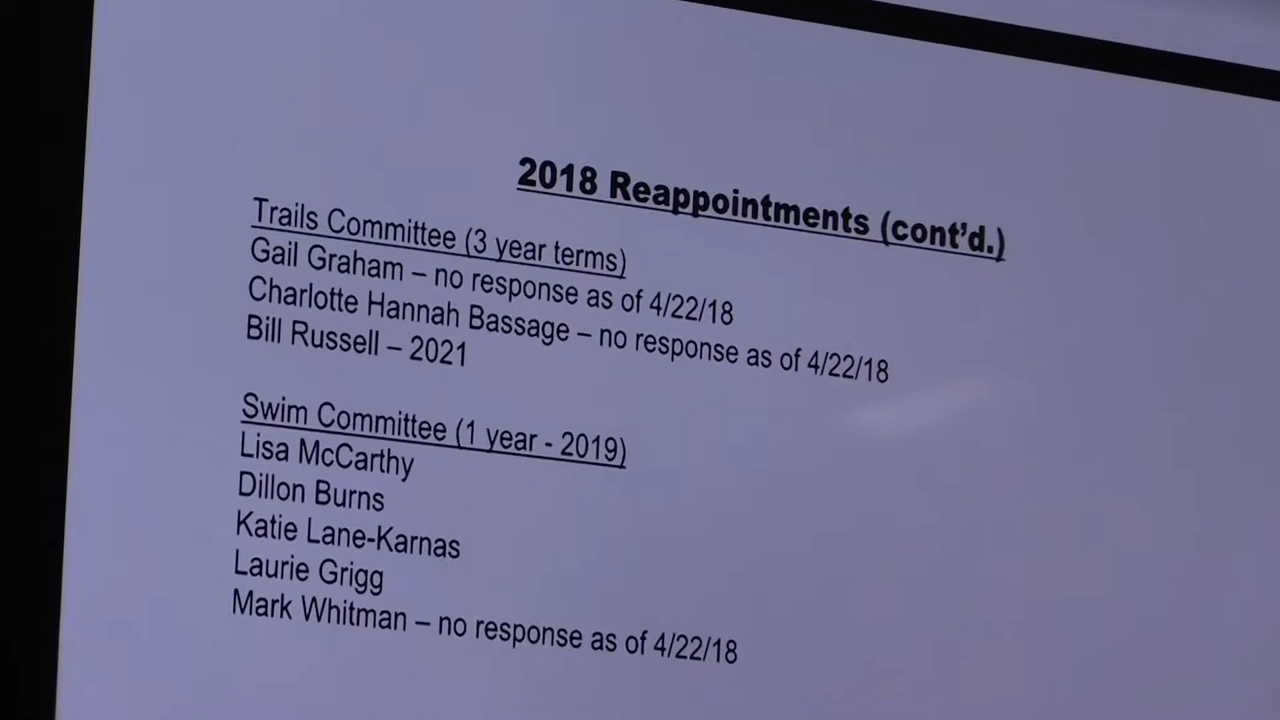 2018 Reappointments (cont'd.)
Trails Committee (3 year terms)
Gail Graham – no response as of 4/22/18
Charlotte Hannah Bassage – no response as of 4/22/18
Bill Russell – 2021
Swim Committee (1 year - 2019)
Lisa McCarthy
Dillon Burns
Katie Lane-Karnas
Laurie Grigg
Mark Whitman – no response as of 4/22/18